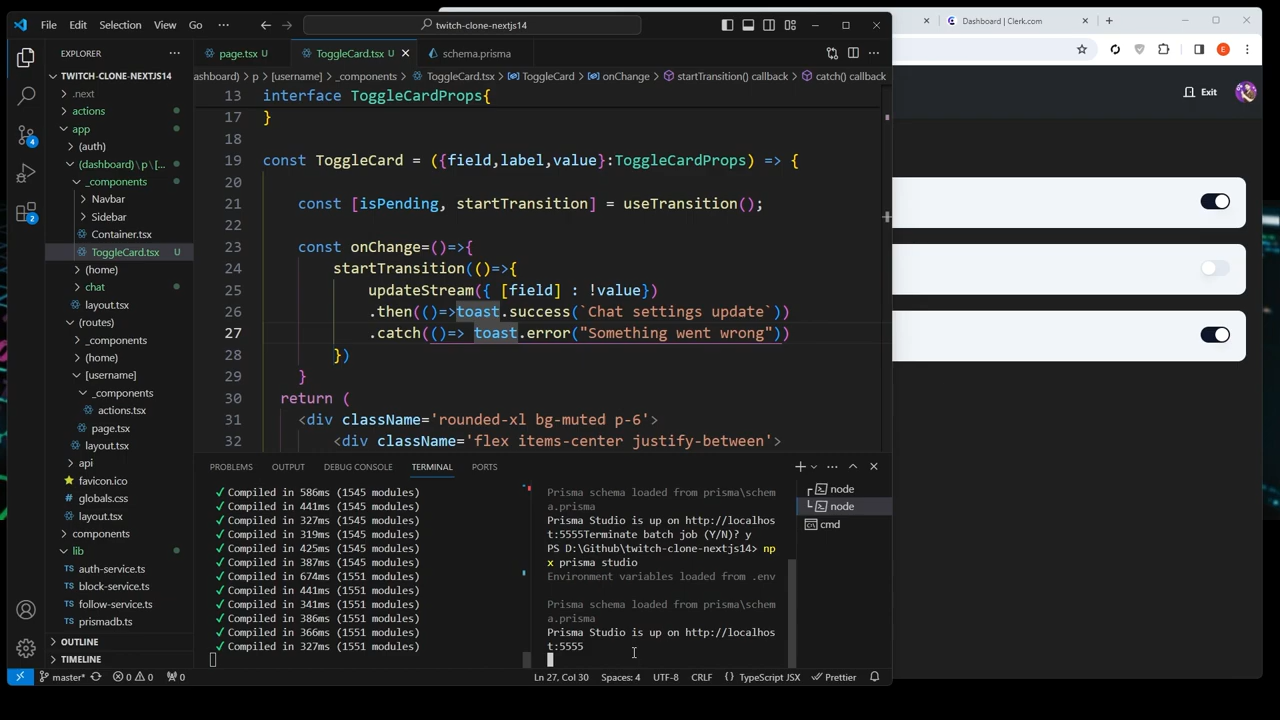 File Edit Selection View Go ··· twitch-clone-nextjs14
Dashboard | Clerk.com
EXPLORER
page.tsx U
ToggleCard.tsx U
schema.prisma
TWITCH-CLONE-NEXTJS14
.next
actions
app
(auth)
(dashboard) \ p \ [...
_components
Navbar
Sidebar
Container.tsx
ToggleCard.tsx U
(home)
chat
layout.tsx
(routes)
_components
(home)
[username]
_components
actions.tsx
page.tsx
layout.tsx
api
favicon.ico
globals.css
layout.tsx
components
lib
auth-service.ts
block-service.ts
follow-service.ts
prismadb.ts
OUTLINE
TIMELINE
ashboard) > p > [username] > _components > ToggleCard.tsx > ToggleCard > onChange > startTransition() callback > catch() callback
13 interface ToggleCardProps{
17 }
18
19 const ToggleCard = ({field,label,value}:ToggleCardProps) => {
20
21 const [isPending, startTransition] = useTransition();
22
23 const onChange=()=>{
24 startTransition(()=>{
25 updateStream({ [field] : !value})
26 .then(()=>toast.success(`Chat settings update`))
27 .catch(()=> toast.error("Something went wrong"))
28 })
29 }
30 return (
31 <div className='rounded-xl bg-muted p-6'>
32 <div className='flex items-center justify-between'>
PROBLEMS OUTPUT DEBUG CONSOLE TERMINAL PORTS
✓ Compiled in 586ms (1545 modules)
✓ Compiled in 441ms (1545 modules)
✓ Compiled in 327ms (1545 modules)
✓ Compiled in 319ms (1545 modules)
✓ Compiled in 425ms (1545 modules)
✓ Compiled in 387ms (1545 modules)
✓ Compiled in 674ms (1551 modules)
✓ Compiled in 441ms (1551 modules)
✓ Compiled in 341ms (1551 modules)
✓ Compiled in 386ms (1551 modules)
✓ Compiled in 366ms (1551 modules)
✓ Compiled in 327ms (1551 modules)
Prisma schema loaded from prisma\schem
a.prisma
Prisma Studio is up on http://localhos
t:5555Terminate batch job (Y/N)? y
PS D:\Github\twitch-clone-nextjs14> np
x prisma studio
Environment variables loaded from .env
Prisma schema loaded from prisma\schem
a.prisma
Prisma Studio is up on http://localhos
t:5555
node
node
cmd
4
2
master* 0 0 0 Ln 27, Col 30 Spaces: 4 UTF-8 CRLF {} TypeScript JSX Prettier
E
Exit